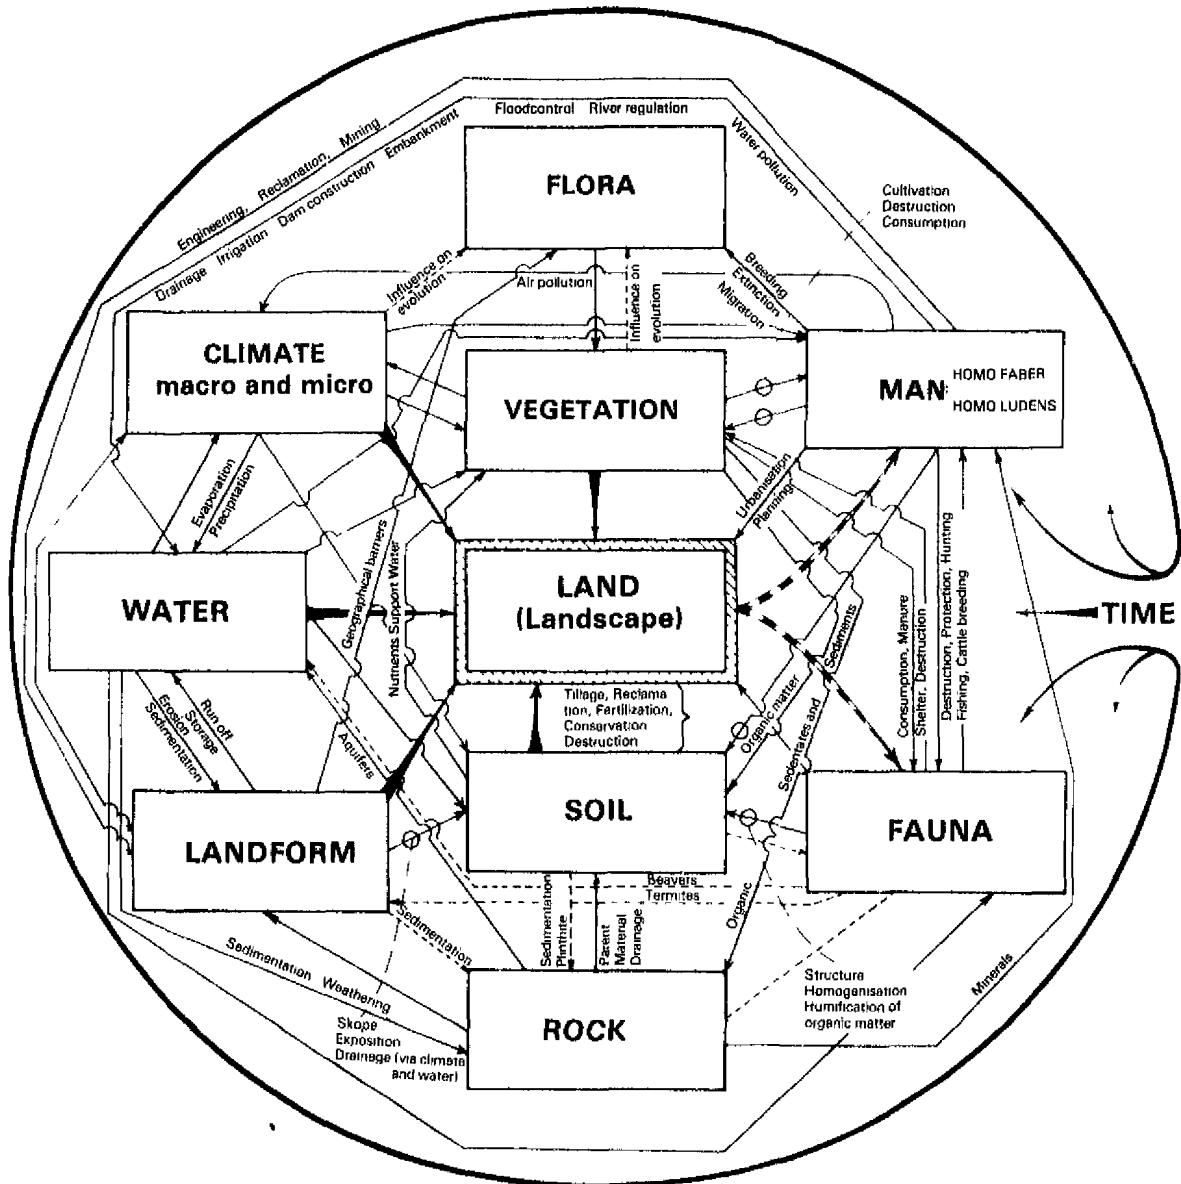 Floodcontrol River regulation
Engineering, Reclamation, Mining
Drainage Irrigation Dam construction Embankment
Water pollution
FLORA
Cultivation
Destruction
Consumption
Influence on
evolution
Air pollution
Influence on
evolution
Breeding
Extinction
Migration
CLIMATE
macro and micro
VEGETATION
MAN:
HOMO FABER
HOMO LUDENS
Evaporation
Precipitation
Urbanisation
Planning
Geographical barriers
Nutrients Support Water
WATER
LAND
(Landscape)
TIME
Consumption, Manure
Shelter, Destruction
Destruction, Protection, Hunting
Fishing, Cattle breeding
Run off
Storage
Erosion
Sedimentation
Aquifers
Tillage, Reclama
tion, Fertilization,
Conservation
Destruction
Organic matter
Sedentates and
Sediments
LANDFORM
SOIL
FAUNA
Beavers
Termites
Sedimentation
Sedimentation
Plinthite
Parent
Material
Drainage
Organic
Sedimentation Weathering
Skope
Exposition
Drainage (via climate
and water)
ROCK
Structure
Homoganisation
Humification of
organic matter
Minerals